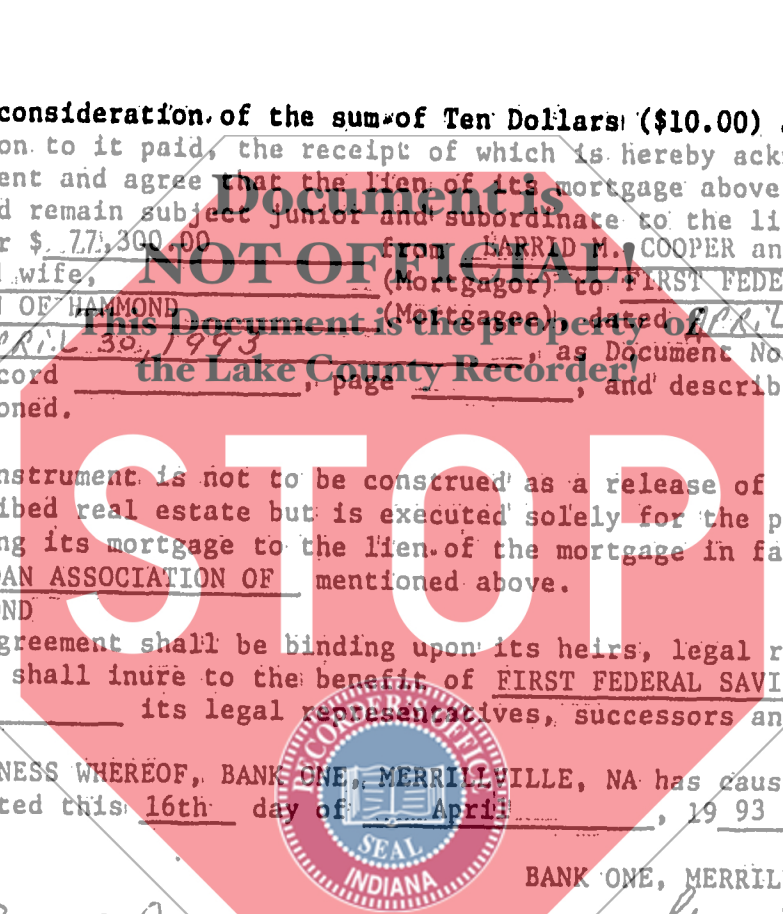 consideration of the sum of Ten Dollars ($10.00)
on to it paid, the receipt of which is hereby ack
ent and agree that the lien of its mortgage above
d remain subject junior and subordinate to the li
r $ 77,300.00 from COOPER an
wife, (Mortgagor) to FIRST FEDE
OF HAMMOND (Mortgagee), dated APRIL
RIL 30, 1993, as Document No
cord , page , and describ
oned.
Document is
NOT OFFICIAL!
This Document is the property of
the Lake County Recorder!
STOP
nstrument is not to be construed as a release of
ibed real estate but is executed solely for the p
ng its mortgage to the lien of the mortgage in fa
OAN ASSOCIATION OF mentioned above.
ND
greement shall be binding upon its heirs, legal r
shall inure to the benefit of FIRST FEDERAL SAVI
its legal representatives, successors an
NESS WHEREOF, BANK ONE, MERRILLVILLE, NA has caus
ted this 16th day of April , 19 93
RECORDER'S OFFICE
SEAL
INDIANA
BANK ONE, MERRIL